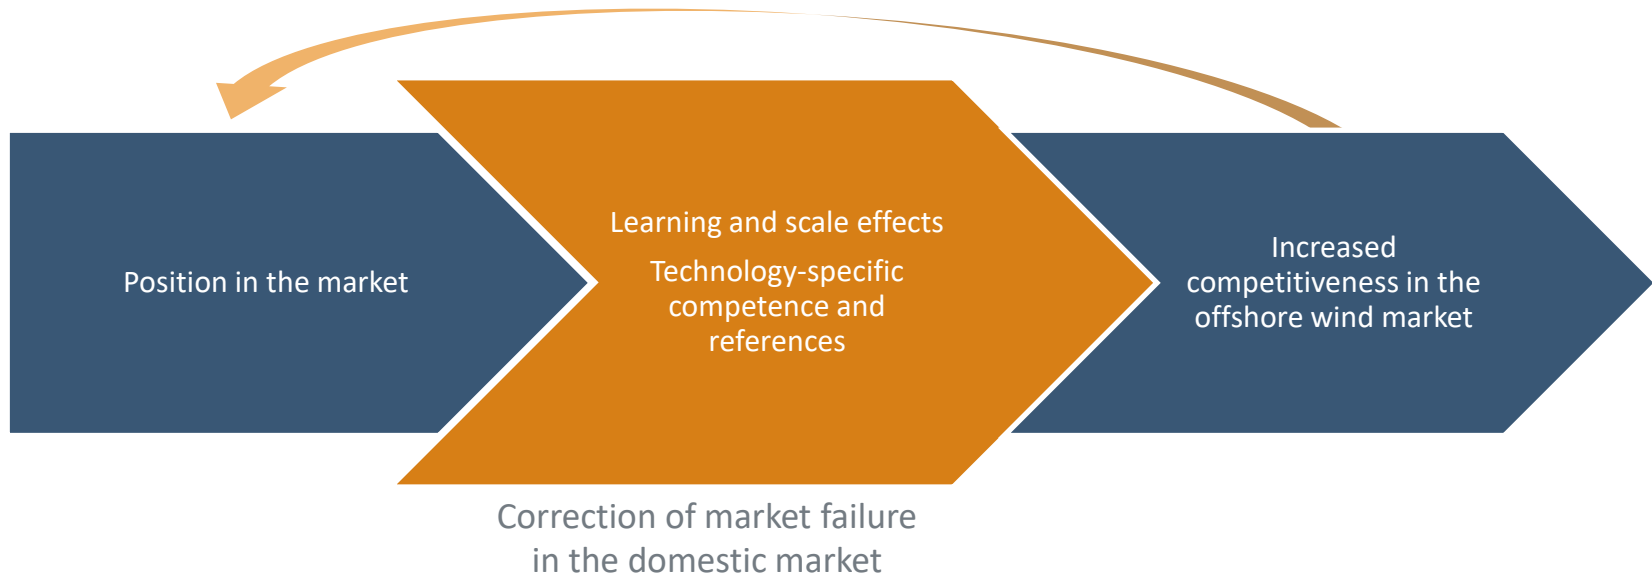 Position in the market
Learning and scale effects
Technology-specific
competence and
references
Increased
competitiveness in the
offshore wind market
Correction of market failure
in the domestic market